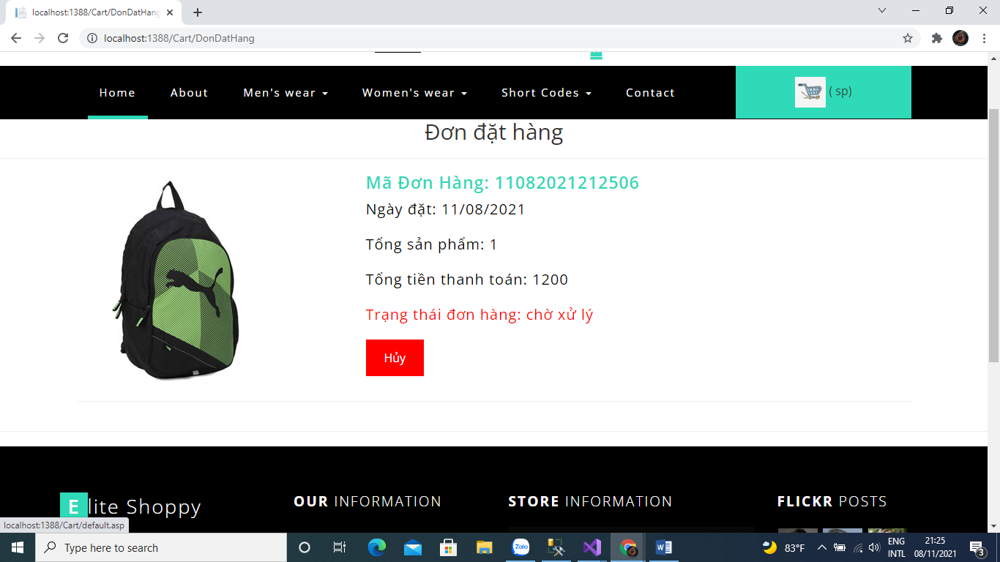 localhost:1388/Cart/DonDatHang
localhost:1388/Cart/DonDatHang
Home
About
Men's wear
Women's wear
Short Codes
Contact
( sp)
Đơn đặt hàng
Mã Đơn Hàng: 11082021212506
Ngày đặt: 11/08/2021
Tổng sản phẩm: 1
Tổng tiền thanh toán: 1200
Trạng thái đơn hàng: chờ xử lý
Hủy
Elite Shoppy
OUR INFORMATION
STORE INFORMATION
FLICKR POSTS
localhost:1388/Cart/default.asp
Type here to search
Zalo
83°F
ENG
INTL
21:25
08/11/2021
3